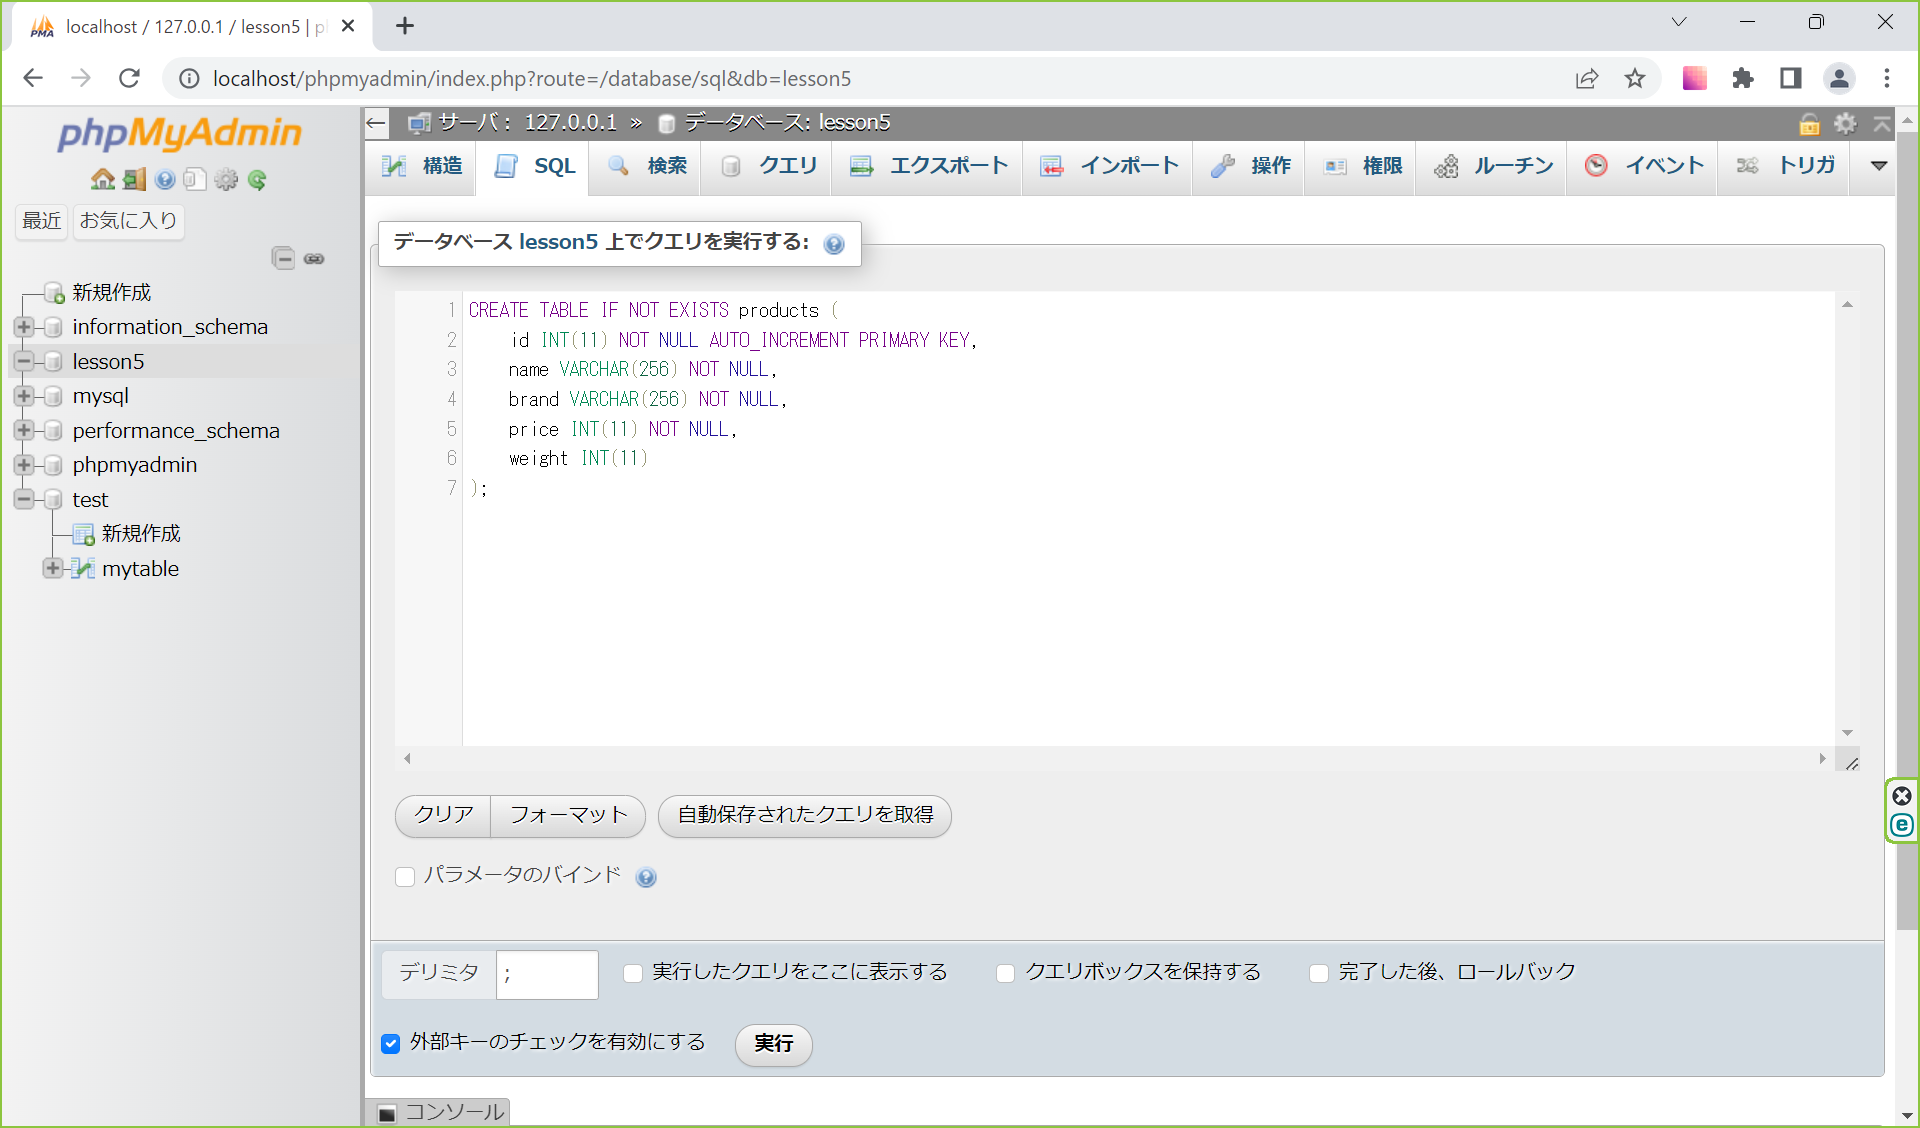 localhost / 127.0.0.1 / lesson5 | p
localhost/phpmyadmin/index.php?route=/database/sql&db=lesson5
phpMyAdmin
最近 お気に入り
新規作成
information_schema
lesson5
mysql
performance_schema
phpmyadmin
test
新規作成
mytable
サーバ： 127.0.0.1 » データベース: lesson5
構造 SQL 検索 クエリ エクスポート インポート 操作 権限 ルーチン イベント トリガ
データベース lesson5 上でクエリを実行する:
1 CREATE TABLE IF NOT EXISTS products (
2 id INT(11) NOT NULL AUTO_INCREMENT PRIMARY KEY,
3 name VARCHAR(256) NOT NULL,
4 brand VARCHAR(256) NOT NULL,
5 price INT(11) NOT NULL,
6 weight INT(11)
7 );
クリア フォーマット 自動保存されたクエリを取得
パラメータのバインド
デリミタ ; 実行したクエリをここに表示する クエリボックスを保持する 完了した後、ロールバック
外部キーのチェックを有効にする 実行
コンソール